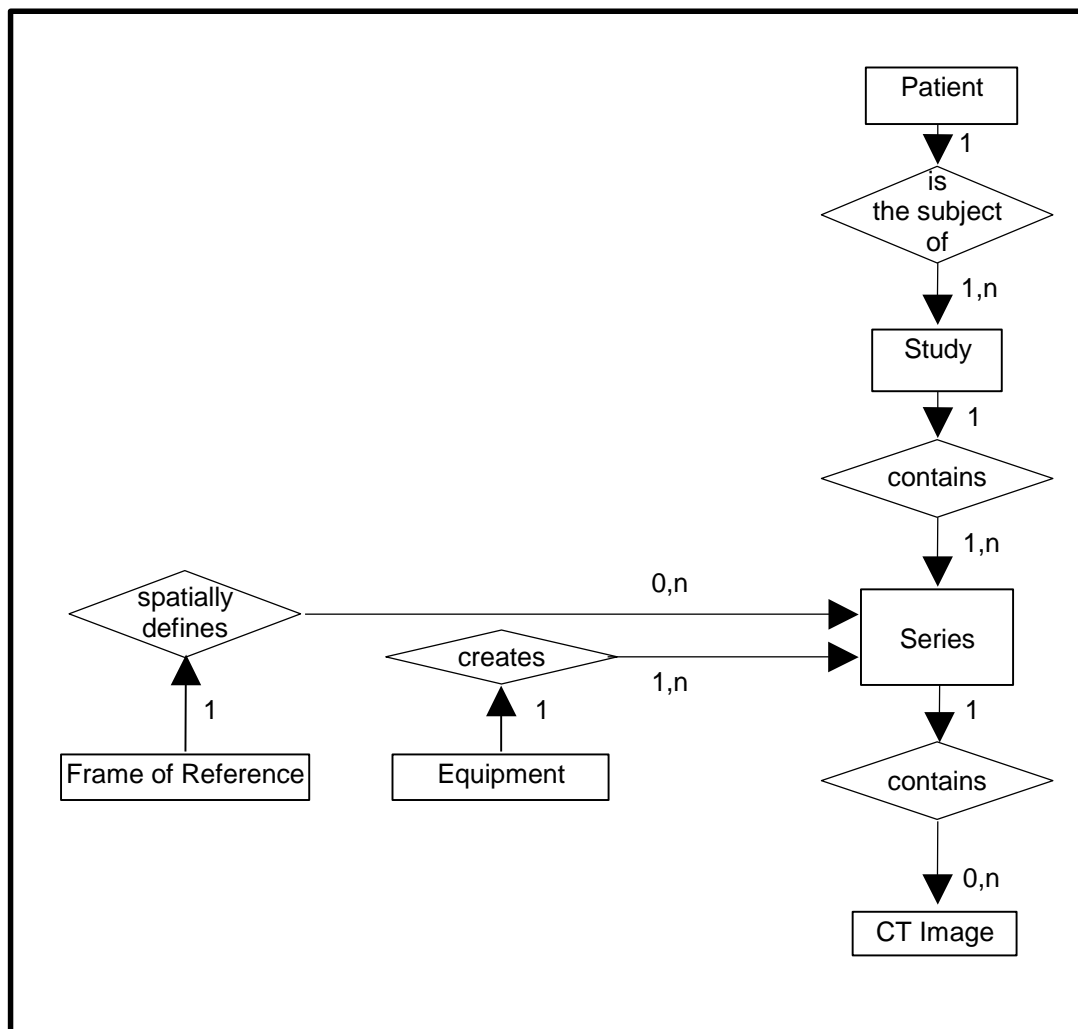 Patient
1
is
the subject
of
1,n
Study
1
contains
1,n
spatially
defines
0,n
creates
1,n
Series
1
1
1
Frame of Reference
Equipment
contains
0,n
CT Image